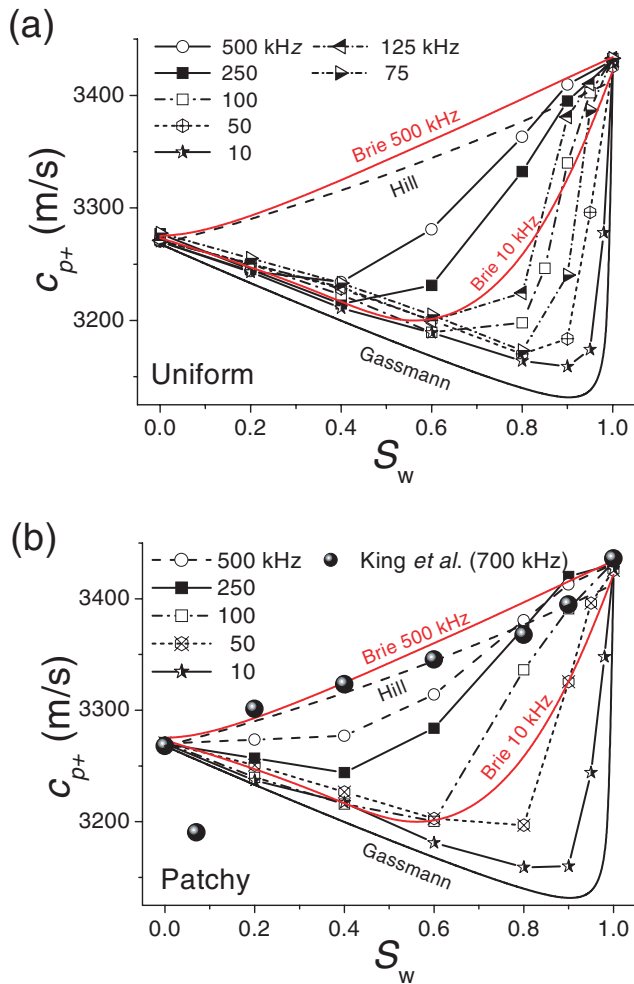 (a)
500 kHz
250
100
50
10
125 kHz
75
Brie 500 kHz
Hill
Brie 10 kHz
Gassmann
Uniform
3400
3300
3200
c_{p+} (m/s)
0.0 0.2 0.4 0.6 0.8 1.0
S_w
(b)
500 kHz
250
100
50
10
King et al. (700 kHz)
Brie 500 kHz
Hill
Brie 10 kHz
Gassmann
Patchy
3400
3300
3200
c_{p+} (m/s)
0.0 0.2 0.4 0.6 0.8 1.0
S_w